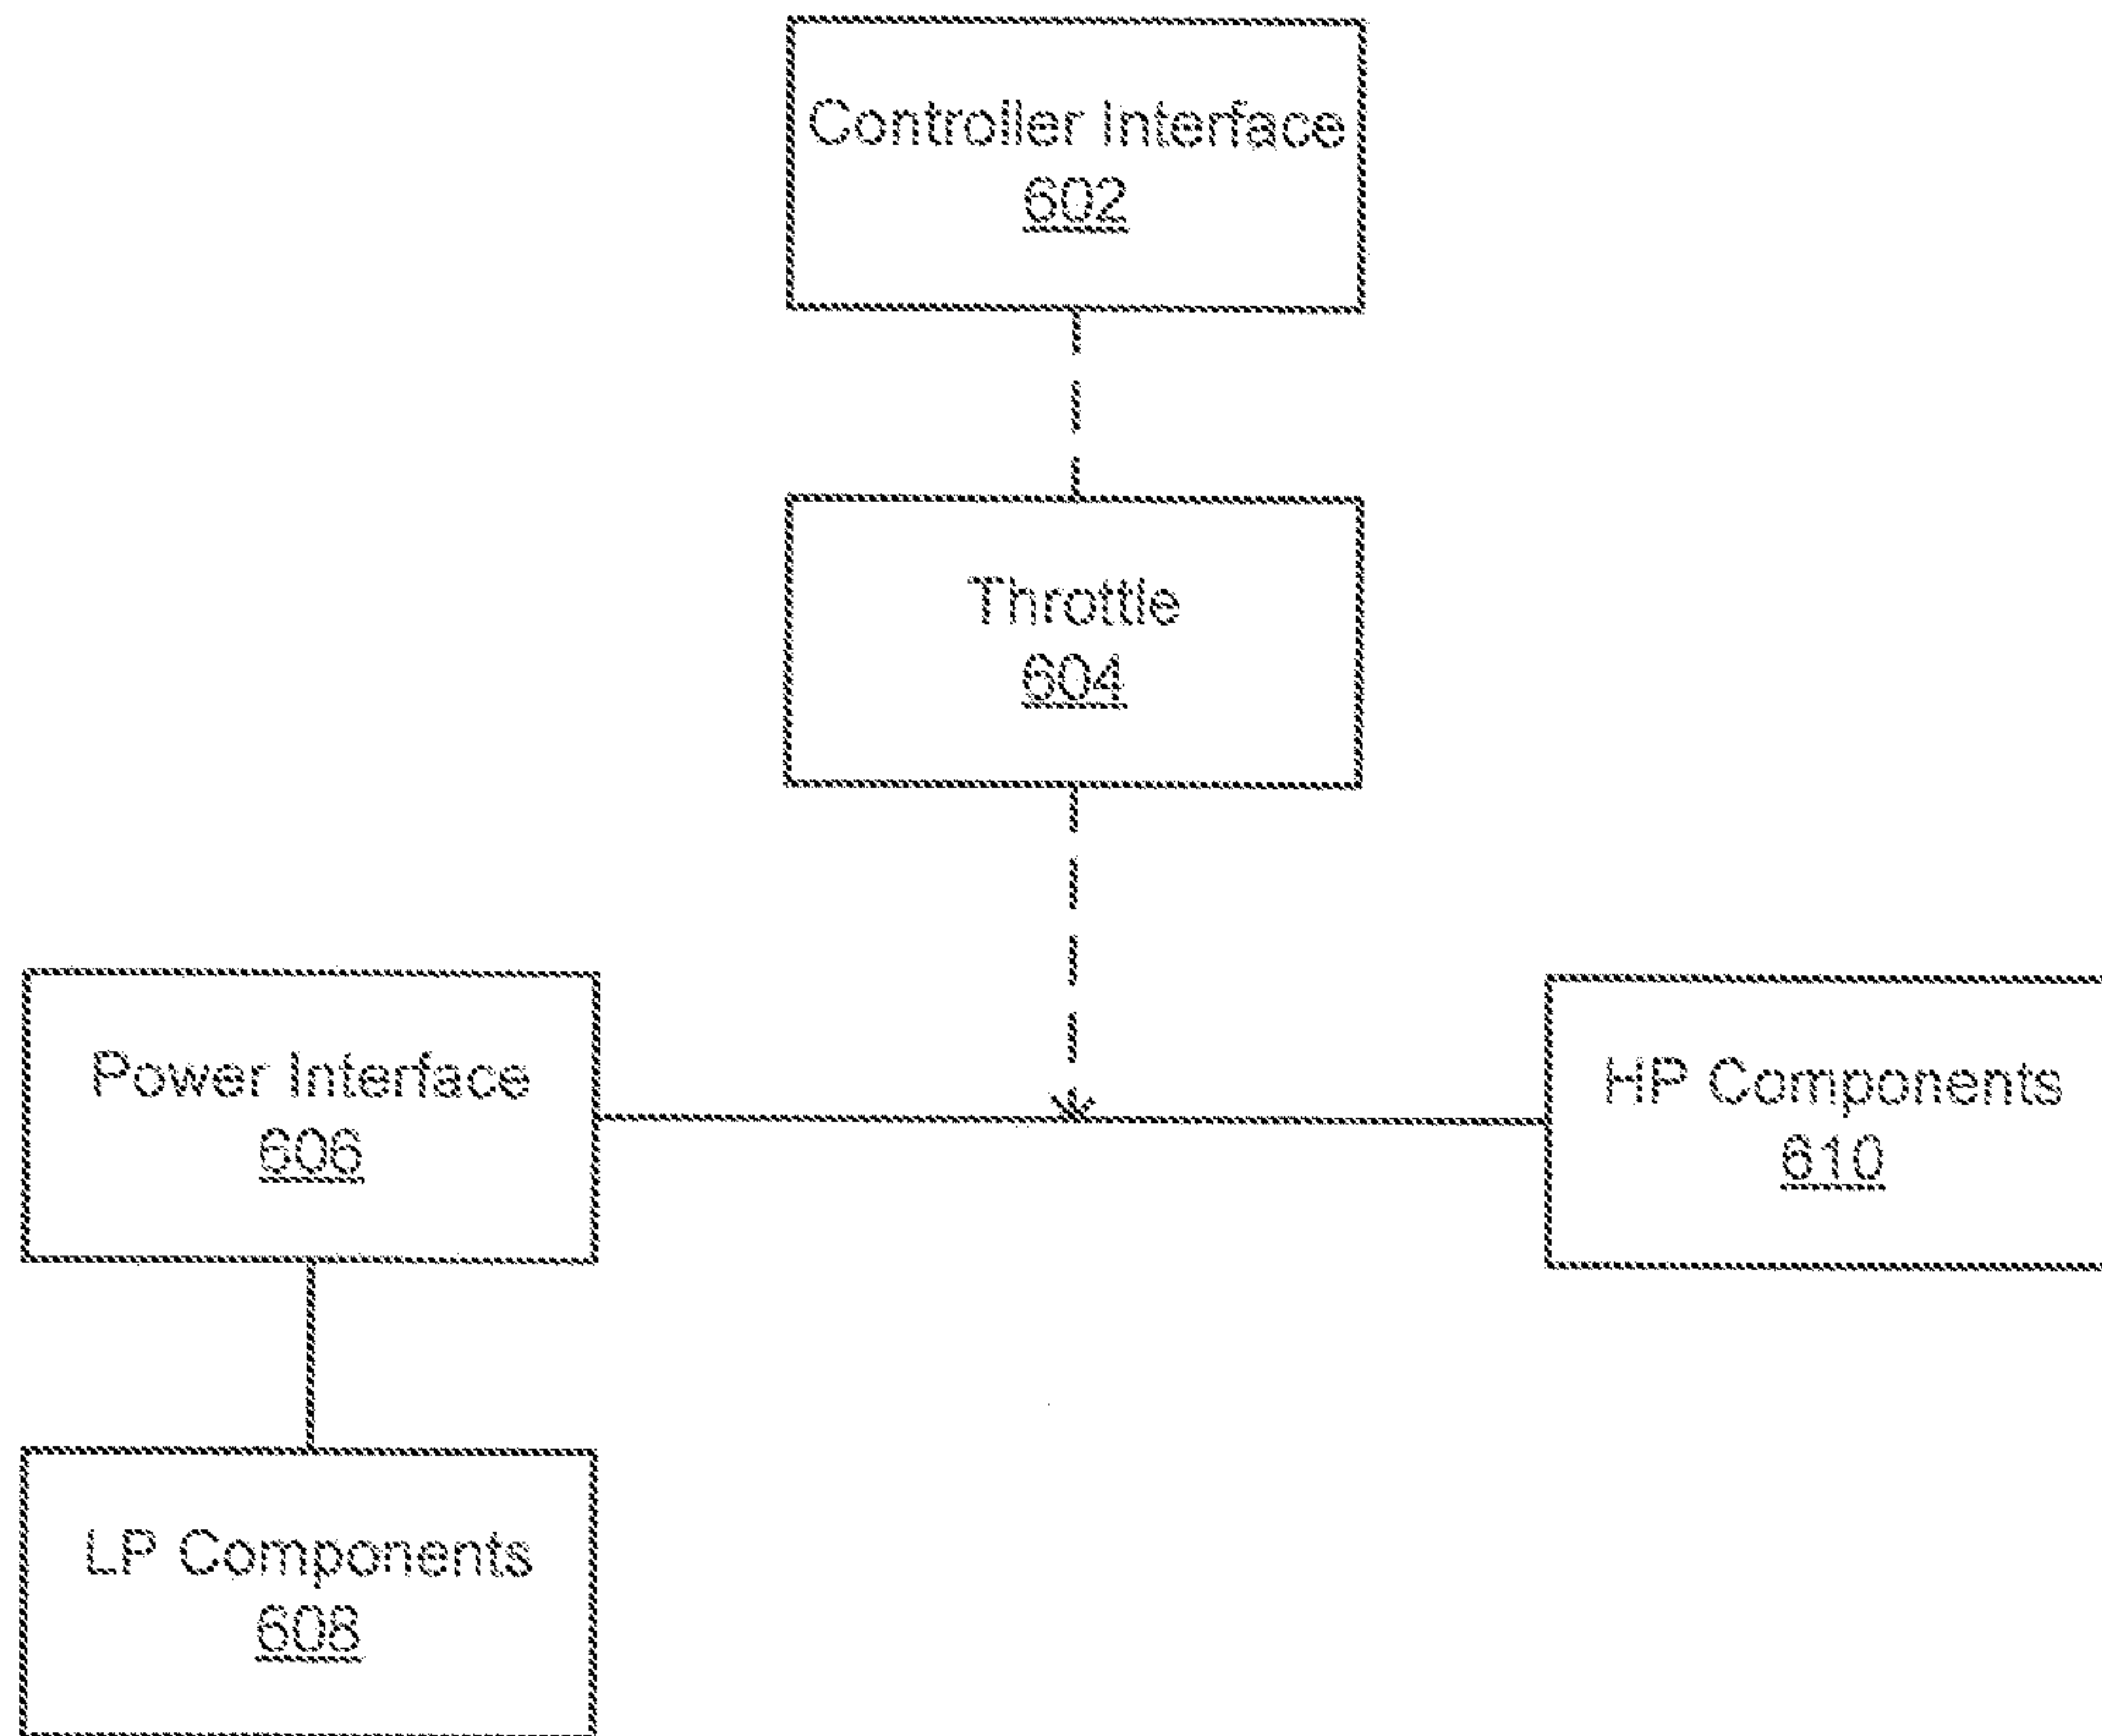 Controller Interface
602
Throttle
604
Power Interface
606
HP Components
610
LP Components
608